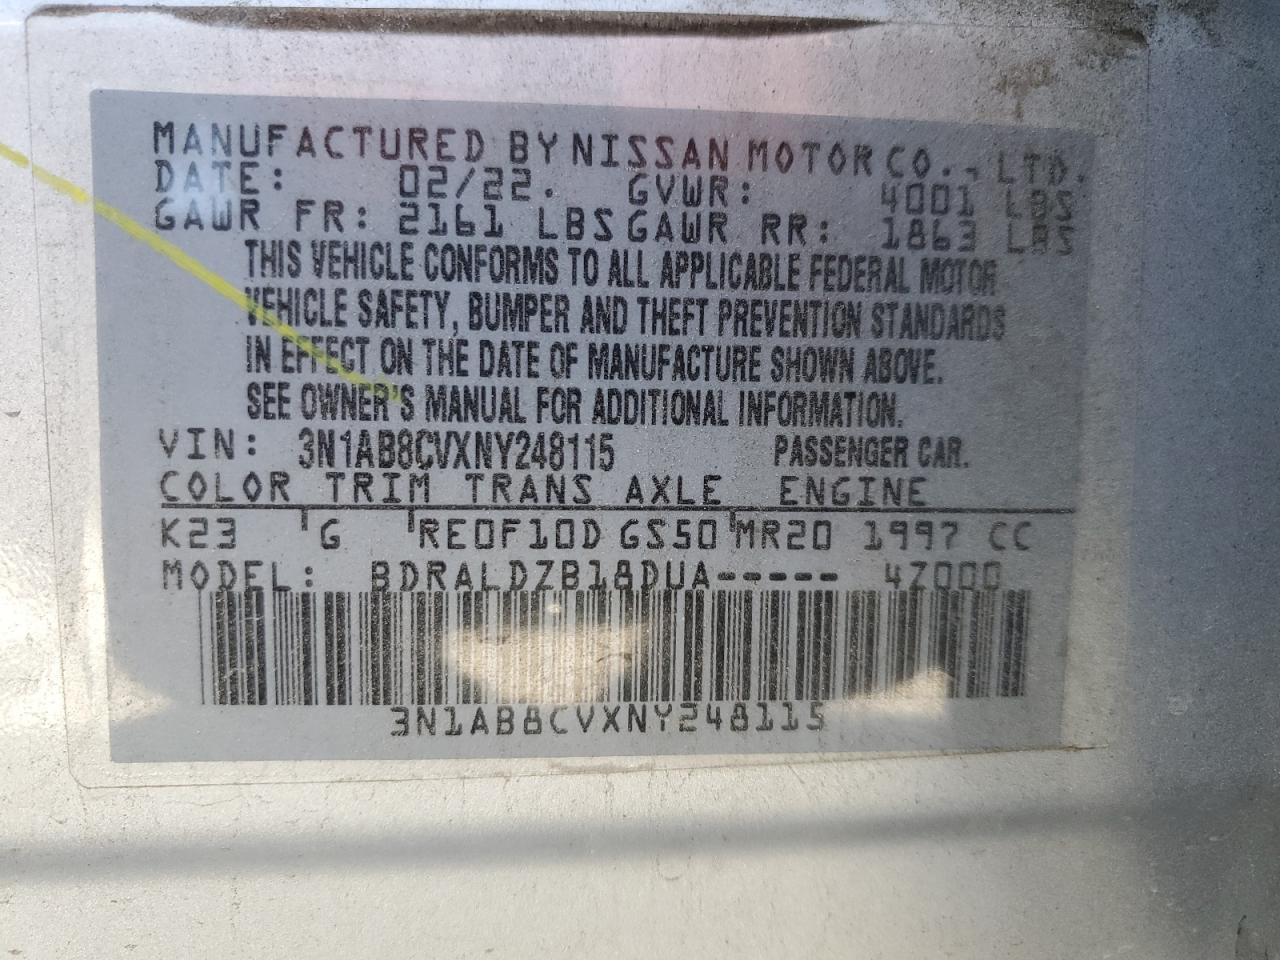 MANUFACTURED BY NISSAN MOTOR CO., LTD.
DATE: 02/22. GVWR: 4001 LBS
GAWR FR: 2161 LBS GAWR RR: 1863 LBS
THIS VEHICLE CONFORMS TO ALL APPLICABLE FEDERAL MOTOR
VEHICLE SAFETY, BUMPER AND THEFT PREVENTION STANDARDS
IN EFFECT ON THE DATE OF MANUFACTURE SHOWN ABOVE.
SEE OWNER'S MANUAL FOR ADDITIONAL INFORMATION.
VIN: 3N1AB8CVXNY248115 PASSENGER CAR.
COLOR TRIM TRANS AXLE ENGINE
K23 G RE0F10D GS50 MR20 1997 CC
MODEL: BDRALDZB18DUA----- 4Z000
3N1AB8CVXNY248115